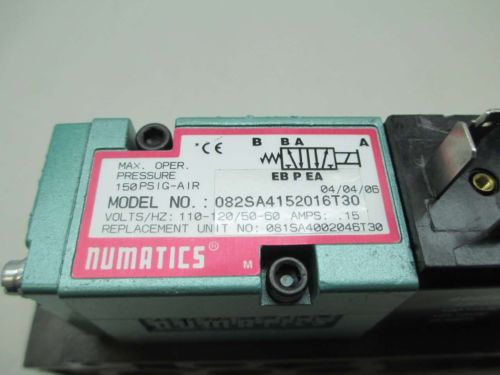 CE B B A A
MAX. OPER.
PRESSURE
150PSIG-AIR
EB P EA
04/04/06
MODEL NO.: 082SA4152016T30
VOLTS/HZ: 110-120/50-60 AMPS: .15
REPLACEMENT UNIT NO: 081SA4002046T30
NUMATICS®
M
NUMATICS